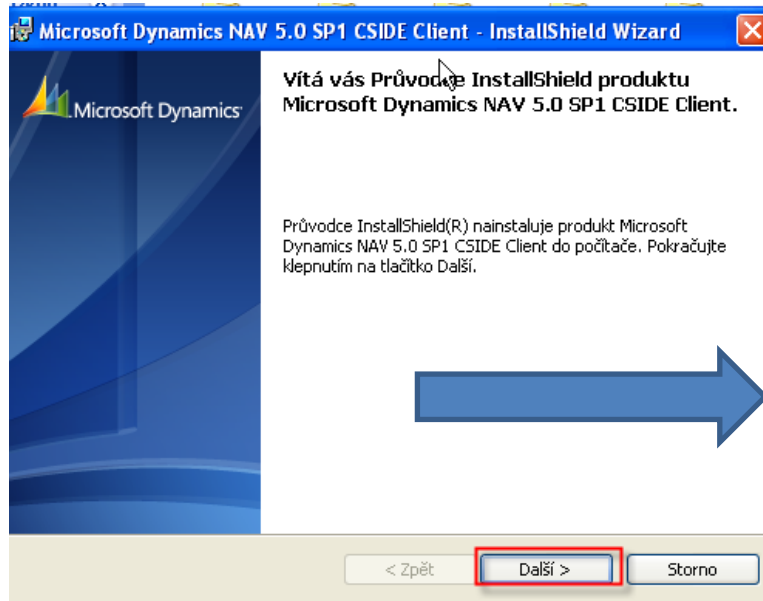 Microsoft Dynamics NAV 5.0 SP1 CSIDE Client - InstallShield Wizard
Microsoft Dynamics
Vítá vás Průvodce InstallShield produktu
Microsoft Dynamics NAV 5.0 SP1 CSIDE Client.
Průvodce InstallShield(R) nainstaluje produkt Microsoft
Dynamics NAV 5.0 SP1 CSIDE Client do počítače. Pokračujte
klepnutím na tlačítko Další.
< Zpět Další > Storno